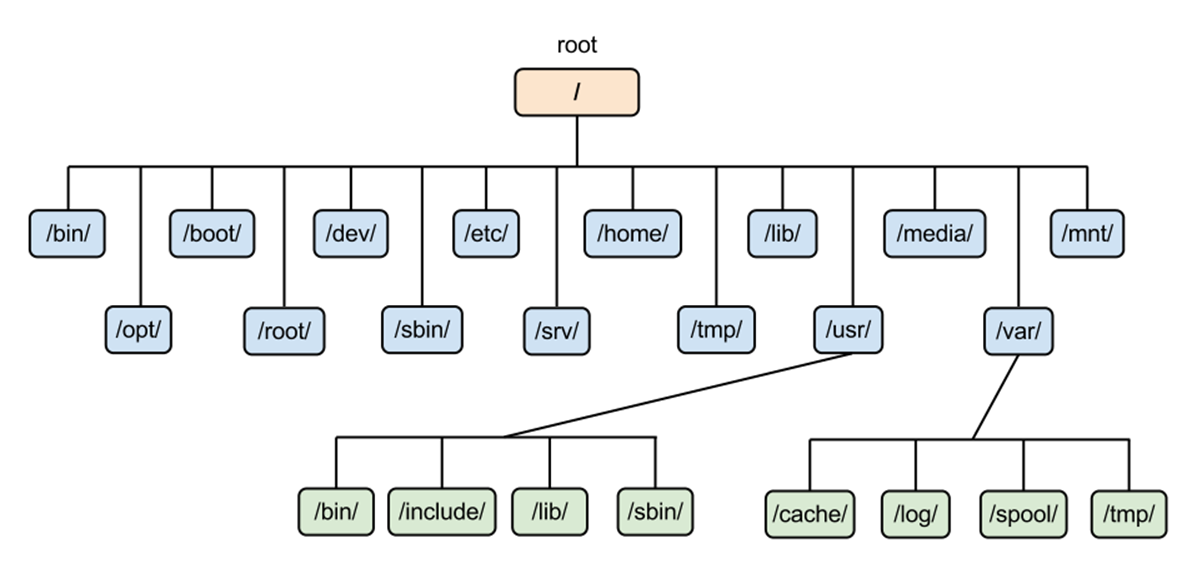 root
/
/bin/
/boot/
/dev/
/etc/
/home/
/lib/
/media/
/mnt/
/opt/
/root/
/sbin/
/srv/
/tmp/
/usr/
/var/
/bin/
/include/
/lib/
/sbin/
/cache/
/log/
/spool/
/tmp/